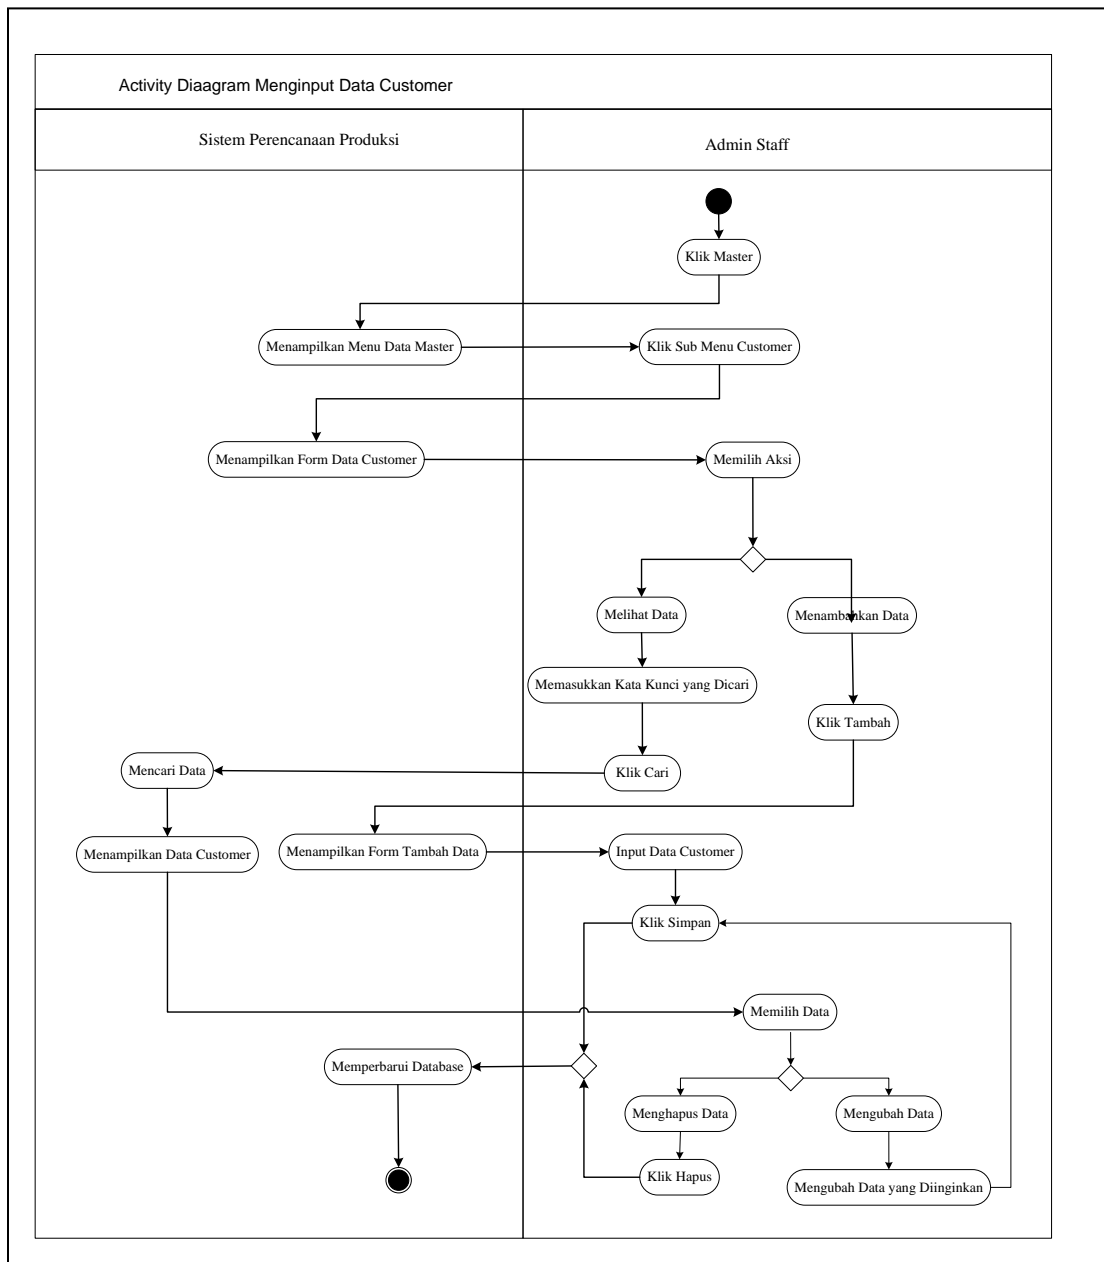 Activity Diaagram Menginput Data Customer
Sistem Perencanaan Produksi
Admin Staff
Klik Master
Menampilkan Menu Data Master
Klik Sub Menu Customer
Menampilkan Form Data Customer
Memilih Aksi
Melihat Data
Menambahkan Data
Memasukkan Kata Kunci yang Dicari
Klik Tambah
Mencari Data
Klik Cari
Menampilkan Data Customer
Menampilkan Form Tambah Data
Input Data Customer
Klik Simpan
Memilih Data
Memperbarui Database
Menghapus Data
Mengubah Data
Klik Hapus
Mengubah Data yang Diinginkan